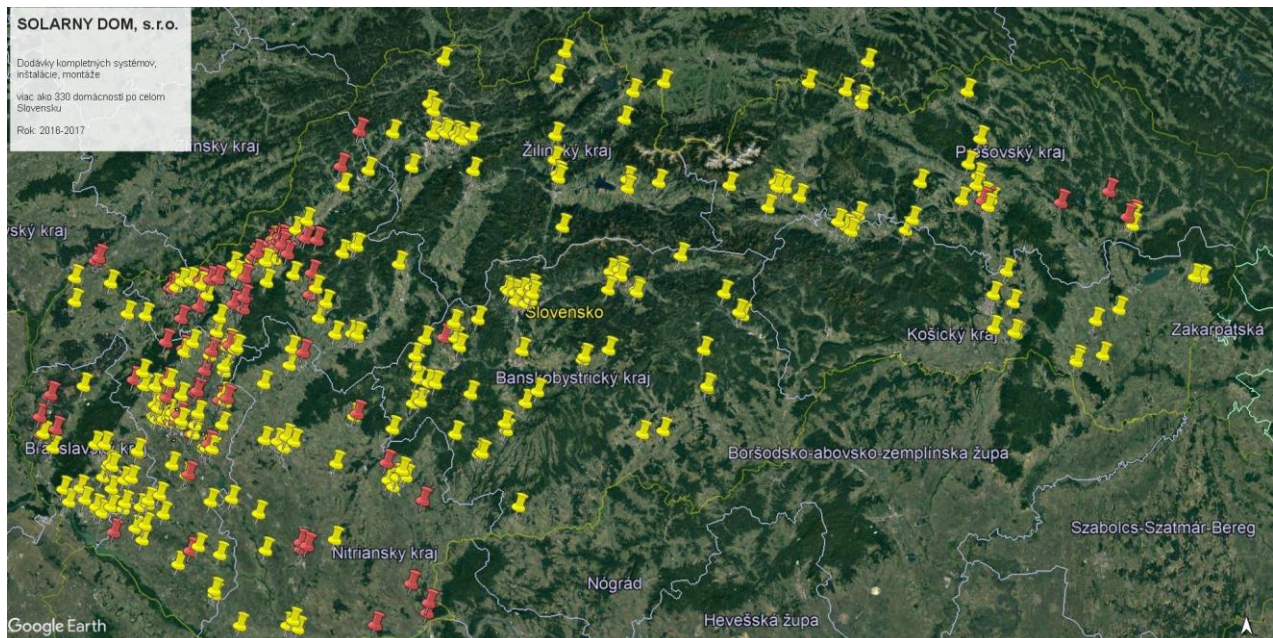 SOLARNY DOM, s.r.o.
Dodávky kompletných systémov,
inštalácie, montáže
viac ako 330 domácností po celom
Slovensku
Rok: 2016-2017
Zlínsky kraj
Žilinský kraj
Prešovský kraj
vský kraj
Slovensko
Košický kraj
Zakarpatská
Banskobystrický kraj
Bratislavský kraj
Boršodsko-abovsko-zemplínska župa
Szabolcs-Szatmár-Bereg
Nitriansky kraj
Nógrád
Hevešská župa
Google Earth